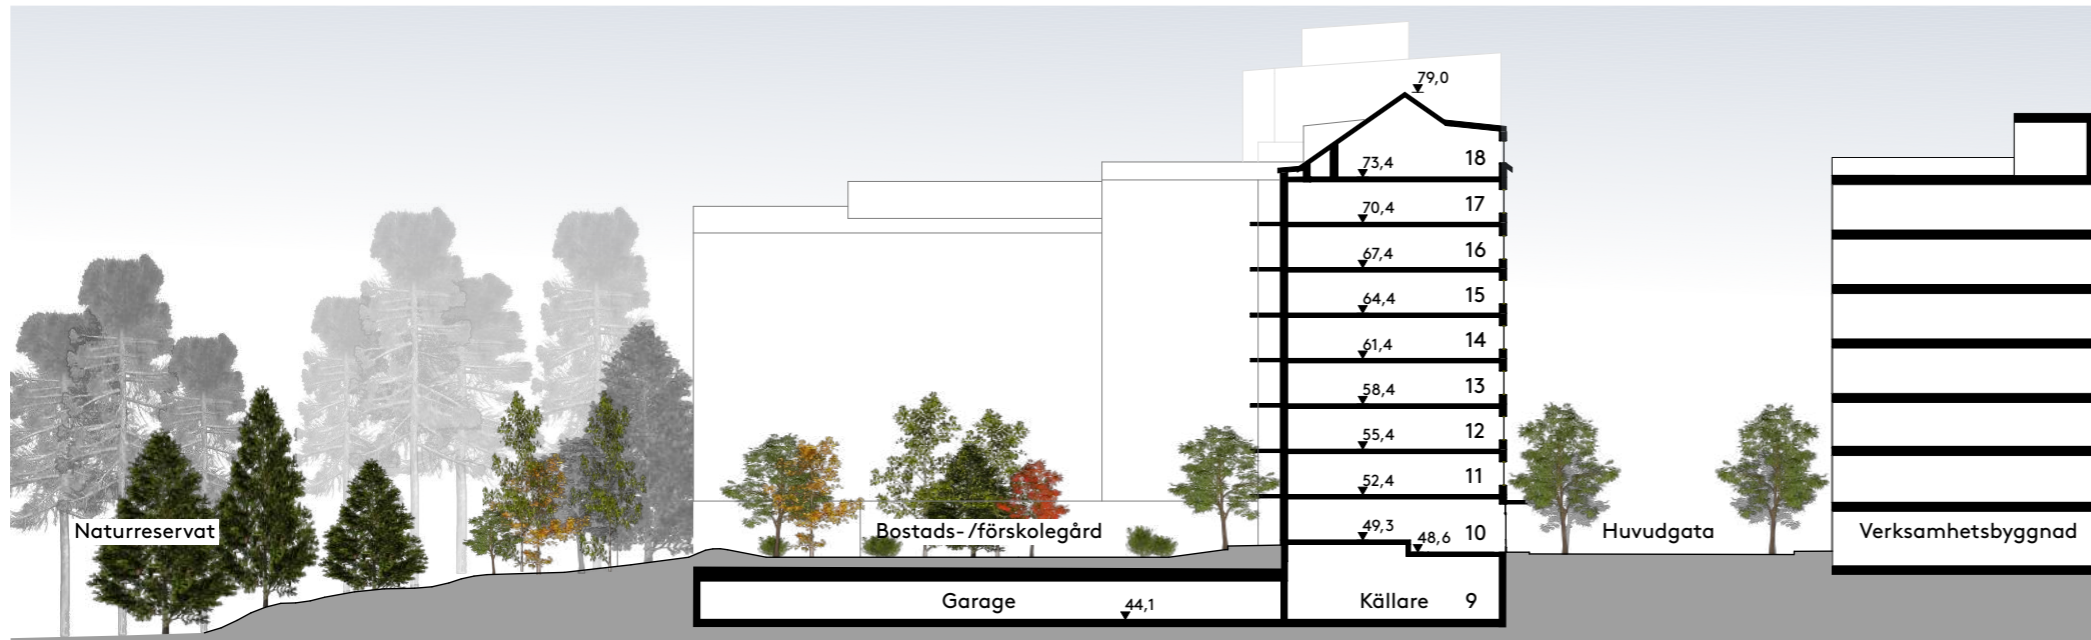 79,0
73,4 18
70,4 17
67,4 16
64,4 15
61,4 14
58,4 13
55,4 12
52,4 11
49,3 48,6 10
Naturreservat
Bostads-/förskolegård
Huvudgata
Verksamhetsbyggnad
Garage 44,1
Källare 9